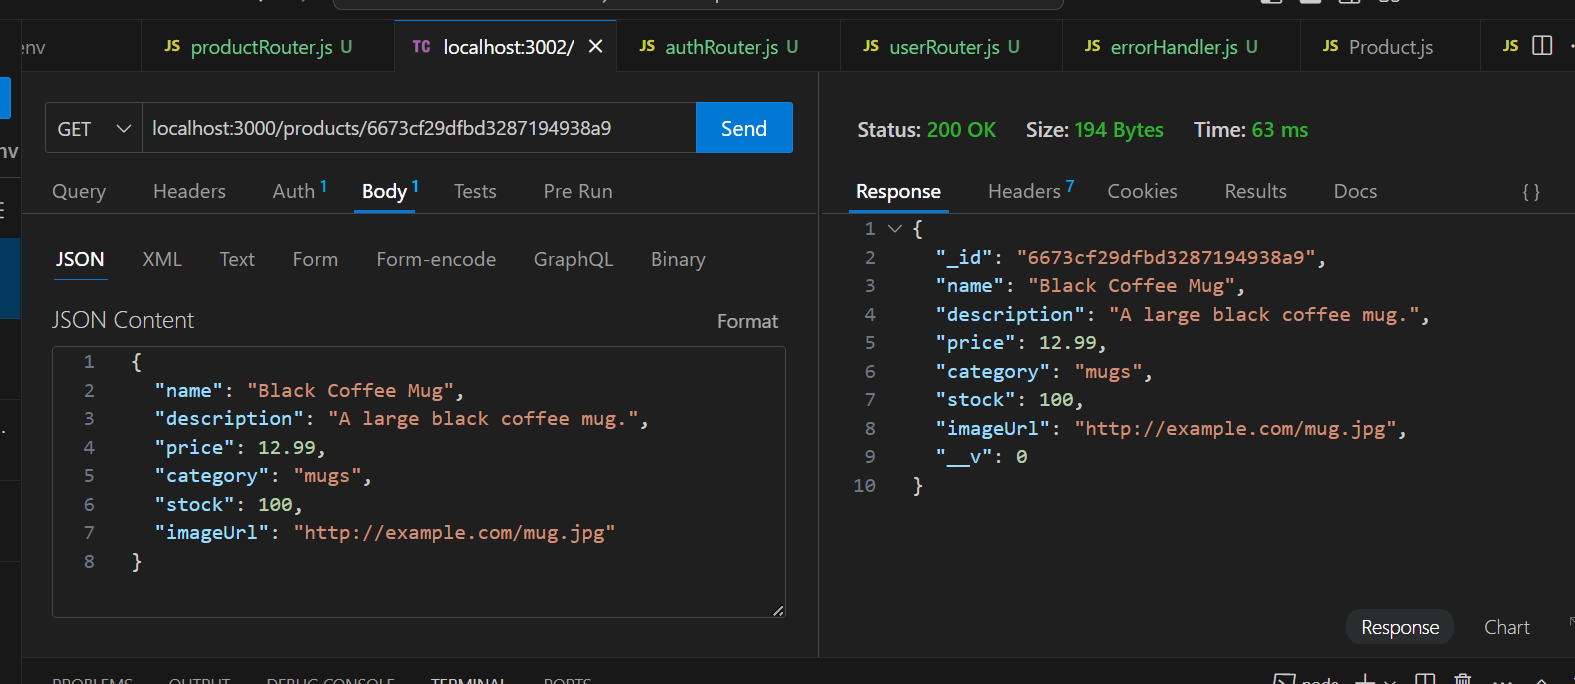 env
JS productRouter.js U
TC localhost:3002/ ×
JS authRouter.js U
JS userRouter.js U
JS errorHandler.js U
JS Product.js
JS
GET
localhost:3000/products/6673cf29dfbd3287194938a9
Send
Status: 200 OK Size: 194 Bytes Time: 63 ms
nv
Query Headers Auth 1 Body 1 Tests Pre Run
Response Headers 7 Cookies Results Docs { }
JSON XML Text Form Form-encode GraphQL Binary
JSON Content
Format
1 {
2 "name": "Black Coffee Mug",
3 "description": "A large black coffee mug.",
4 "price": 12.99,
5 "category": "mugs",
6 "stock": 100,
7 "imageUrl": "http://example.com/mug.jpg"
8 }
1 {
2 "_id": "6673cf29dfbd3287194938a9",
3 "name": "Black Coffee Mug",
4 "description": "A large black coffee mug.",
5 "price": 12.99,
6 "category": "mugs",
7 "stock": 100,
8 "imageUrl": "http://example.com/mug.jpg",
9 "__v": 0
10 }
Response Chart
PROBLEMS OUTPUT DEBUG CONSOLE TERMINAL PORTS
node